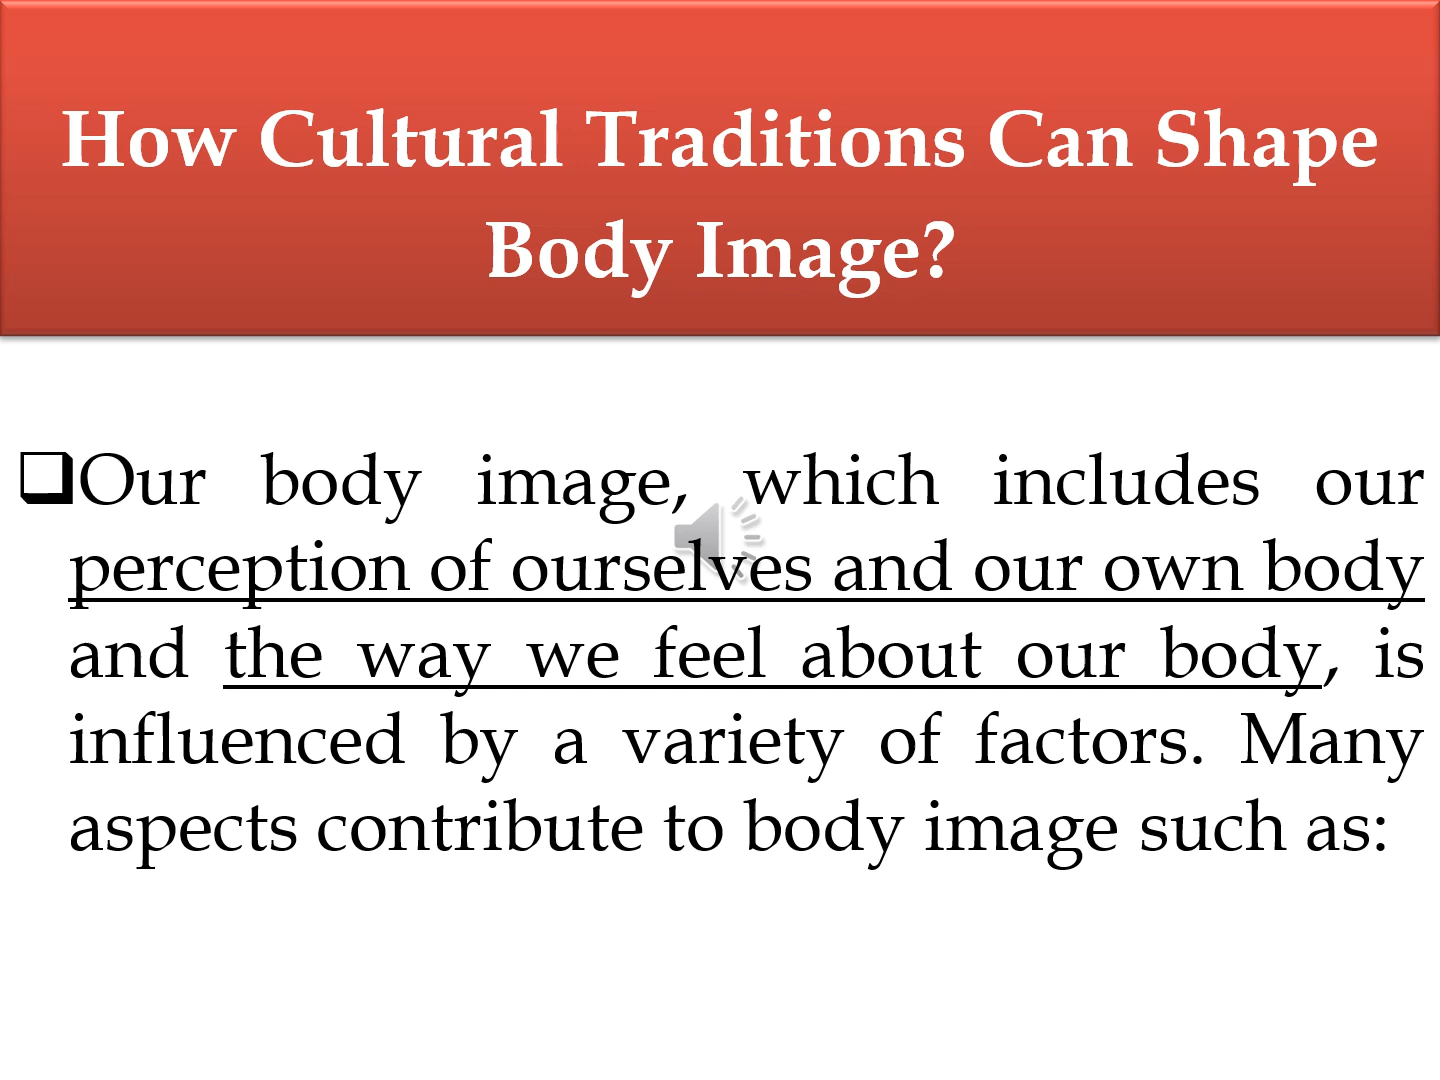 How Cultural Traditions Can Shape
Body Image?
Our body image, which includes our
perception of ourselves and our own body
and the way we feel about our body, is
influenced by a variety of factors. Many
aspects contribute to body image such as: